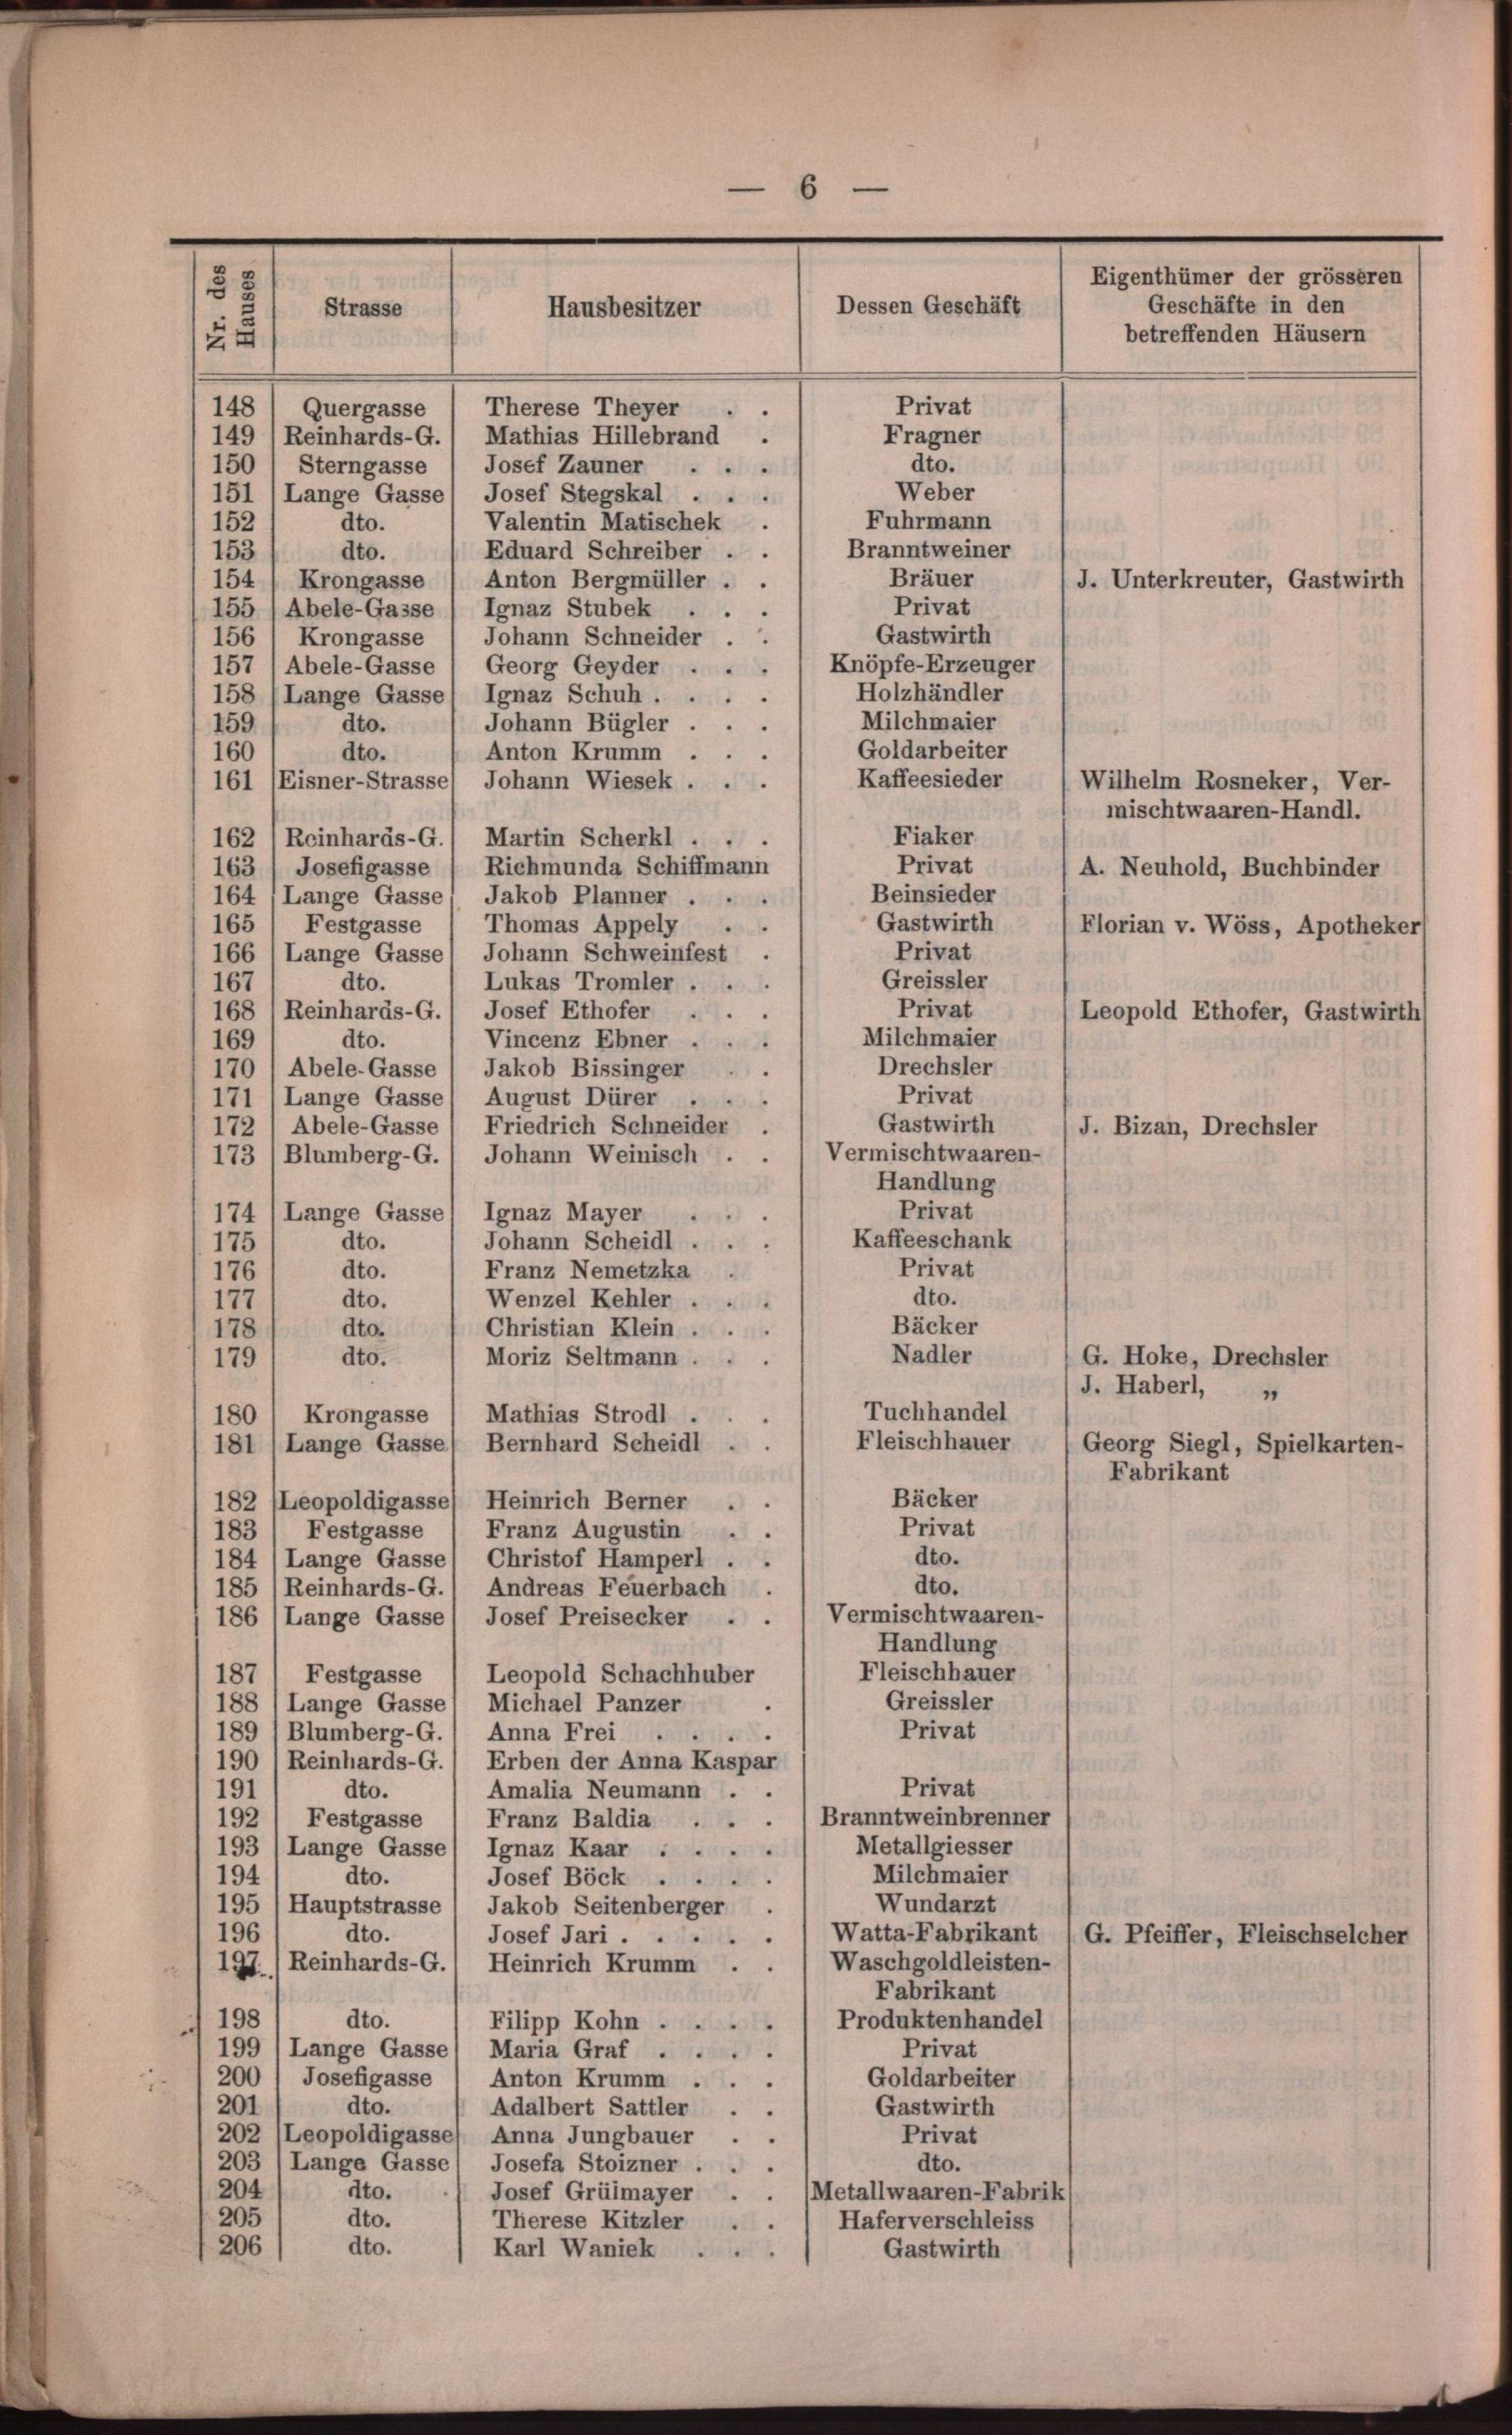 — 6 —
Nr. des Hauses | Strasse | Hausbesitzer | Dessen Geschäft | Eigenthümer der grösseren Geschäfte in den betreffenden Häusern
148 | Quergasse | Therese Theyer . . | Privat
149 | Reinhards-G. | Mathias Hillebrand . | Fragner
150 | Sterngasse | Josef Zauner . . . | dto.
151 | Lange Gasse | Josef Stegskal . . . | Weber
152 | dto. | Valentin Matischek . | Fuhrmann
153 | dto. | Eduard Schreiber . . | Branntweiner
154 | Krongasse | Anton Bergmüller . . | Bräuer | J. Unterkreuter, Gastwirth
155 | Abele-Gasse | Ignaz Stubek . . . | Privat
156 | Krongasse | Johann Schneider . . | Gastwirth
157 | Abele-Gasse | Georg Geyder . . . | Knöpfe-Erzeuger
158 | Lange Gasse | Ignaz Schuh . . . . | Holzhändler
159 | dto. | Johann Bügler . . . | Milchmaier
160 | dto. | Anton Krumm . . . | Goldarbeiter
161 | Eisner-Strasse | Johann Wiesek . . . | Kaffeesieder | Wilhelm Rosneker, Ver-
mischtwaaren-Handl.
162 | Reinhards-G. | Martin Scherkl . . . | Fiaker
163 | Josefigasse | Richmunda Schiffmann | Privat | A. Neuhold, Buchbinder
164 | Lange Gasse | Jakob Planner . . . | Beinsieder
165 | Festgasse | Thomas Appely . . | Gastwirth | Florian v. Wöss, Apotheker
166 | Lange Gasse | Johann Schweinfest . | Privat
167 | dto. | Lukas Tromler . . . | Greissler
168 | Reinhards-G. | Josef Ethofer . . . | Privat | Leopold Ethofer, Gastwirth
169 | dto. | Vincenz Ebner . . . | Milchmaier
170 | Abele-Gasse | Jakob Bissinger . . | Drechsler
171 | Lange Gasse | August Dürer . . . | Privat
172 | Abele-Gasse | Friedrich Schneider . | Gastwirth | J. Bizan, Drechsler
173 | Blumberg-G. | Johann Weinisch . . | Vermischtwaaren-
Handlung
174 | Lange Gasse | Ignaz Mayer . . . | Privat
175 | dto. | Johann Scheidl . . . | Kaffeeschank
176 | dto. | Franz Nemetzka . | Privat
177 | dto. | Wenzel Kehler . . . | dto.
178 | dto. | Christian Klein . . . | Bäcker
179 | dto. | Moriz Seltmann . . . | Nadler | G. Hoke, Drechsler
J. Haberl, „
180 | Krongasse | Mathias Strodl . . . | Tuchhandel
181 | Lange Gasse | Bernhard Scheidl . . | Fleischhauer | Georg Siegl, Spielkarten-
Fabrikant
182 | Leopoldigasse | Heinrich Berner . . | Bäcker
183 | Festgasse | Franz Augustin . . | Privat
184 | Lange Gasse | Christof Hamperl . . | dto.
185 | Reinhards-G. | Andreas Feuerbach . | dto.
186 | Lange Gasse | Josef Preisecker . . | Vermischtwaaren-
Handlung
187 | Festgasse | Leopold Schachhuber | Fleischhauer
188 | Lange Gasse | Michael Panzer . | Greissler
189 | Blumberg-G. | Anna Frei . . . . | Privat
190 | Reinhards-G. | Erben der Anna Kaspar
191 | dto. | Amalia Neumann . . | Privat
192 | Festgasse | Franz Baldia . . . | Branntweinbrenner
193 | Lange Gasse | Ignaz Kaar . . . . | Metallgiesser
194 | dto. | Josef Böck . . . . | Milchmaier
195 | Hauptstrasse | Jakob Seitenberger . | Wundarzt
196 | dto. | Josef Jari . . . . . | Watta-Fabrikant | G. Pfeiffer, Fleischselcher
197 | Reinhards-G. | Heinrich Krumm . . | Waschgoldleisten-
Fabrikant
198 | dto. | Filipp Kohn . . . . | Produktenhandel
199 | Lange Gasse | Maria Graf . . . . | Privat
200 | Josefigasse | Anton Krumm . . . | Goldarbeiter
201 | dto. | Adalbert Sattler . . | Gastwirth
202 | Leopoldigasse | Anna Jungbauer . . | Privat
203 | Lange Gasse | Josefa Stoizner . . . | dto.
204 | dto. | Josef Grülmayer . . | Metallwaaren-Fabrik
205 | dto. | Therese Kitzler . . | Haferverschleiss
206 | dto. | Karl Waniek . . . | Gastwirth